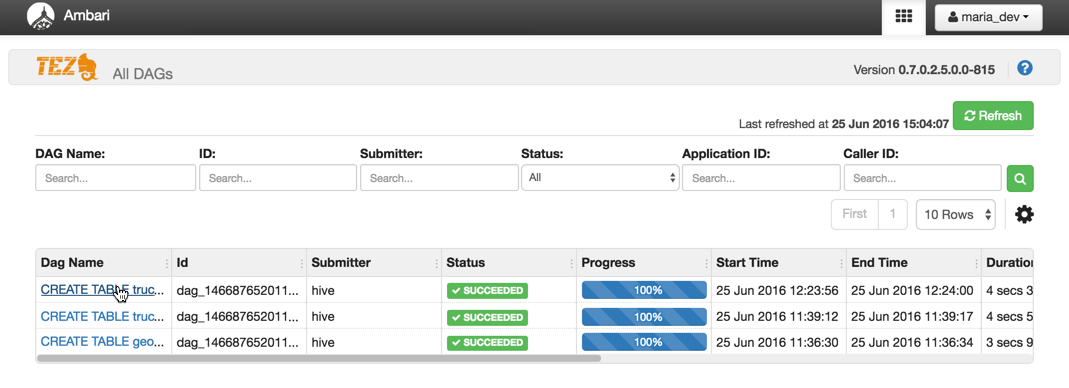 Ambari
maria_dev
TEZ All DAGs
Version 0.7.0.2.5.0.0-815
Last refreshed at 25 Jun 2016 15:04:07 Refresh
DAG Name: ID: Submitter: Status: Application ID: Caller ID:
Search... Search... Search... All Search... Search...
First 1 10 Rows
Dag Name Id Submitter Status Progress Start Time End Time Duration
CREATE TABLE truc... dag_146687652011... hive SUCCEEDED 100% 25 Jun 2016 12:23:56 25 Jun 2016 12:24:00 4 secs 3
CREATE TABLE truc... dag_146687652011... hive SUCCEEDED 100% 25 Jun 2016 11:39:12 25 Jun 2016 11:39:17 4 secs 5
CREATE TABLE geo... dag_146687652011... hive SUCCEEDED 100% 25 Jun 2016 11:36:30 25 Jun 2016 11:36:34 3 secs 9